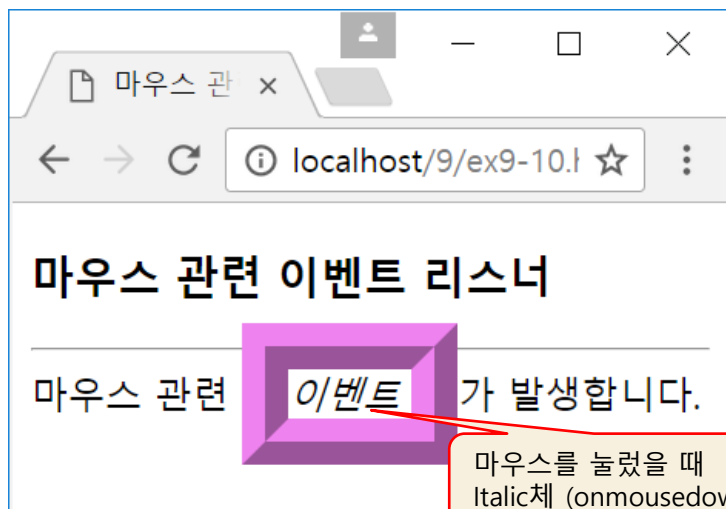 마우스 관
localhost/9/ex9-10.h
마우스 관련 이벤트 리스너
마우스 관련 이벤트 가 발생합니다.
마우스를 눌렀을 때
Italic체 (onmousedow